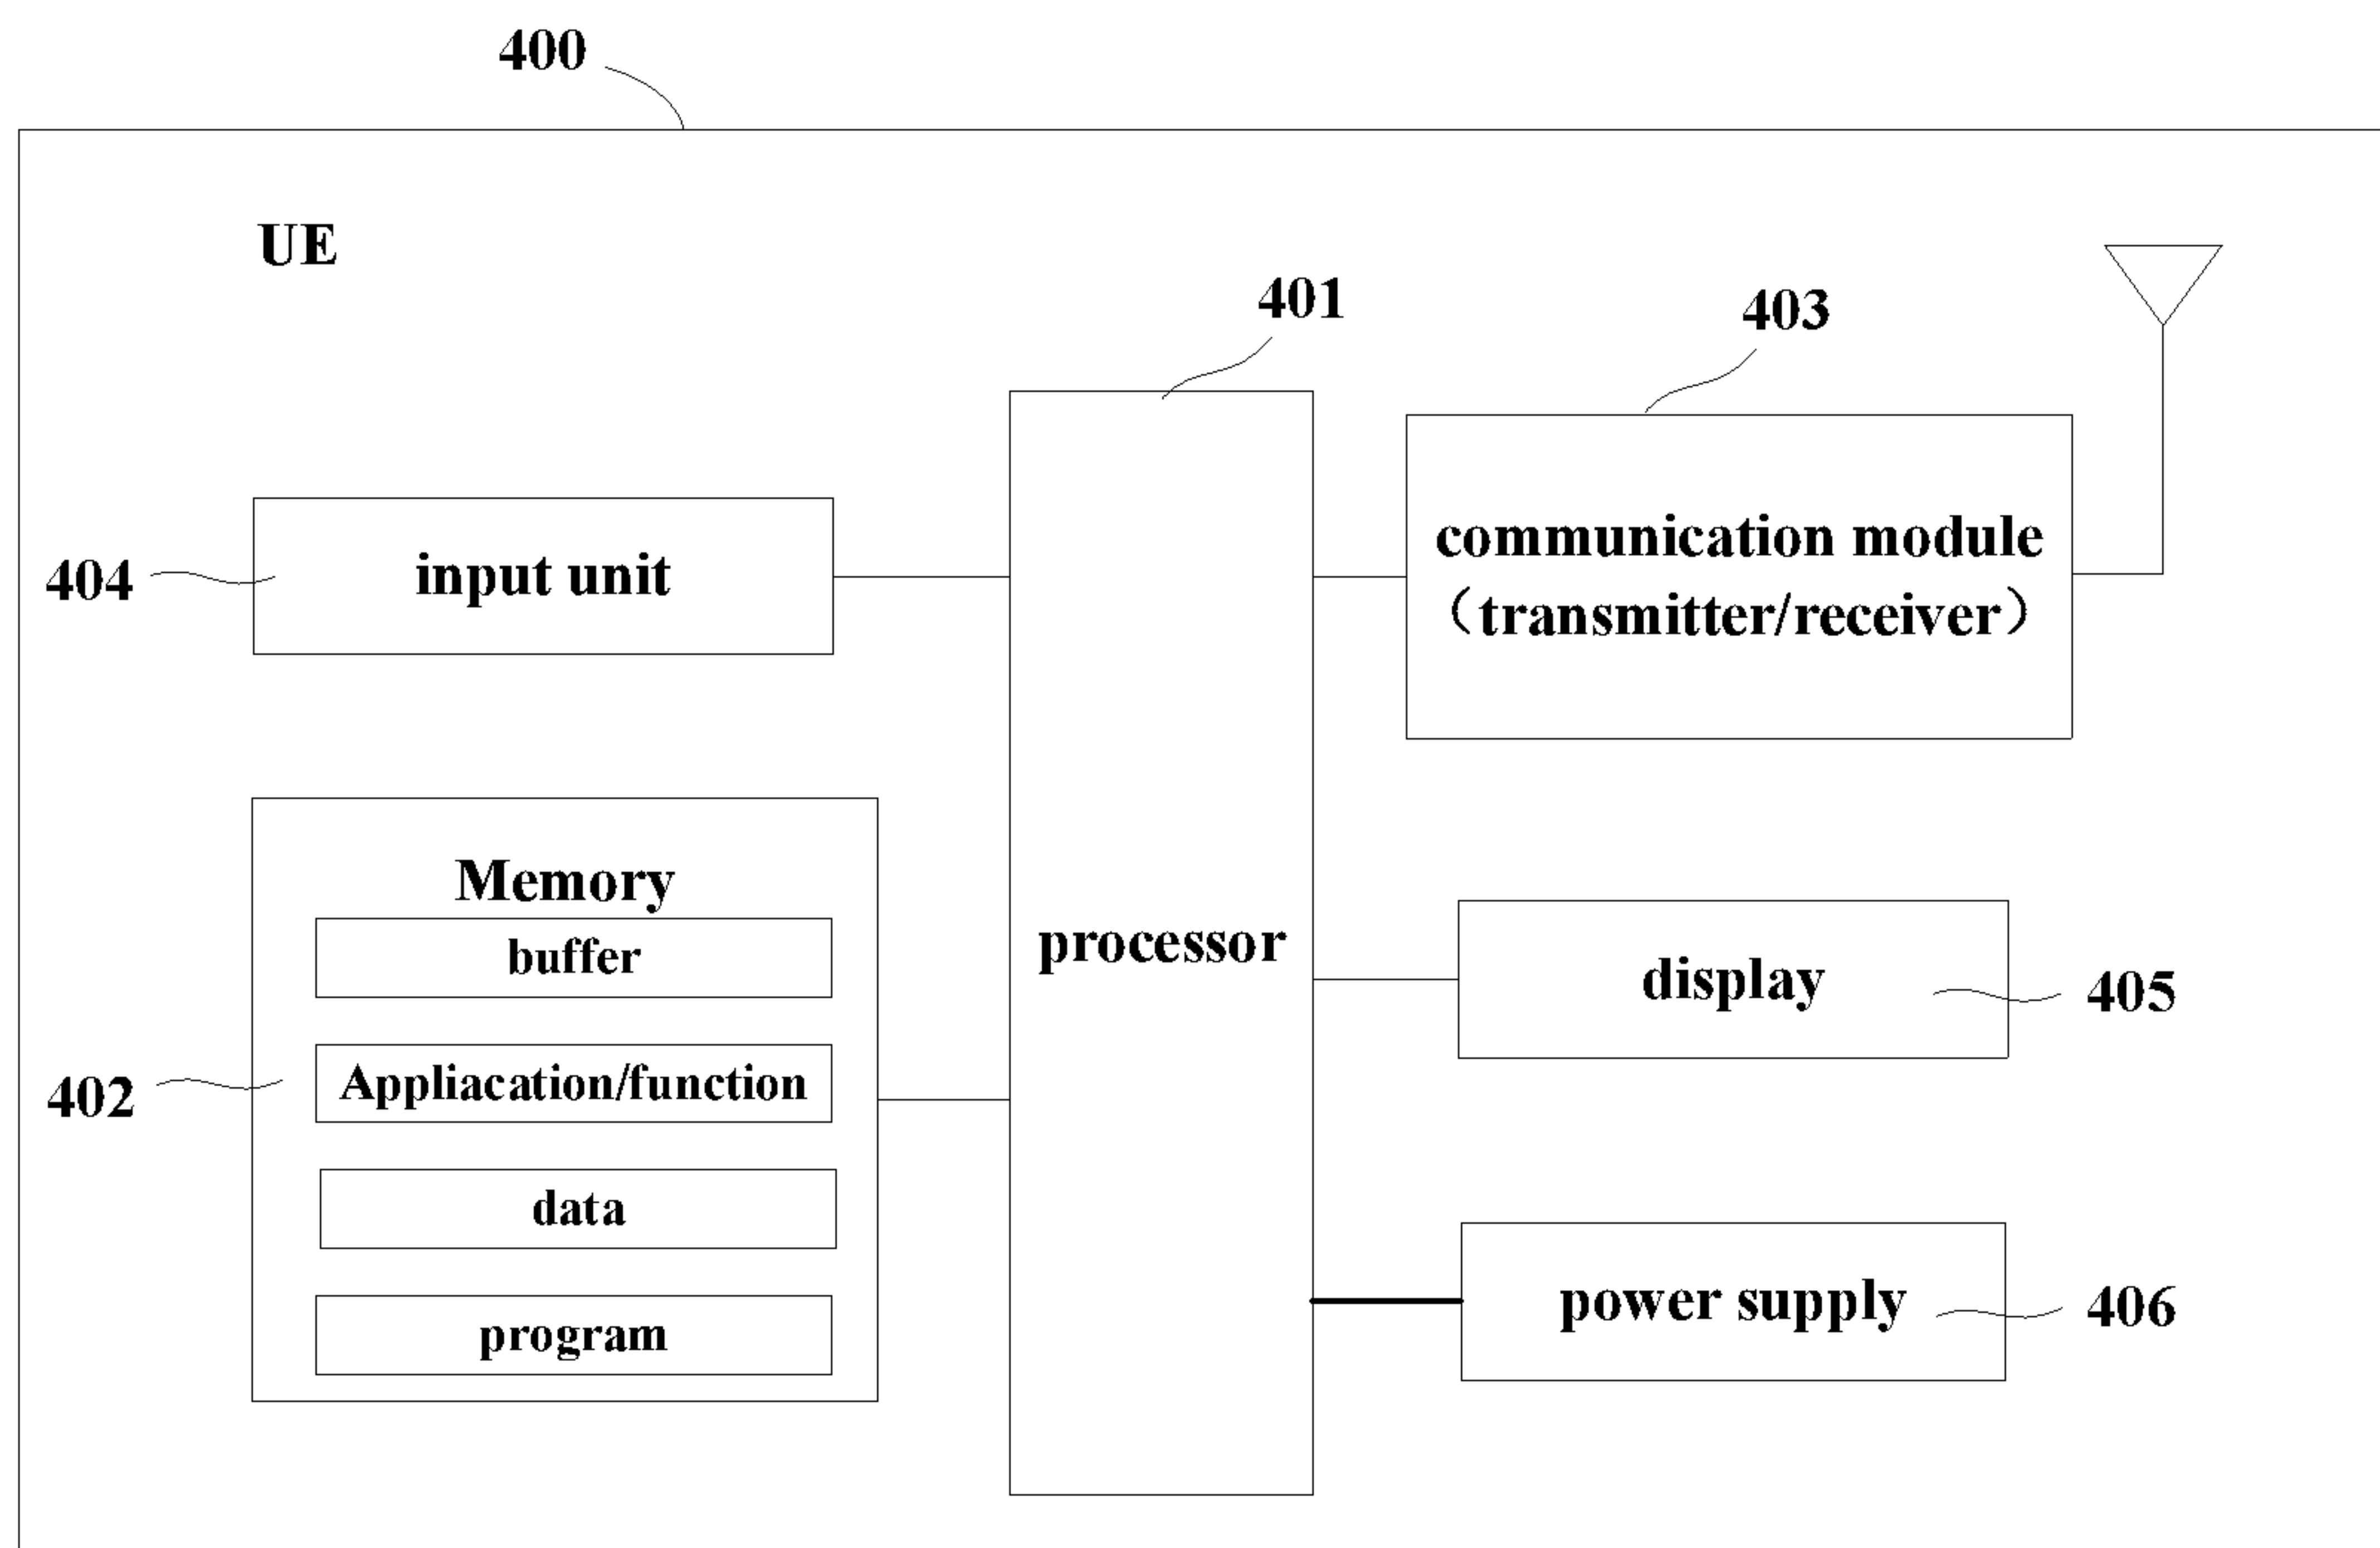 400
UE
401
403
404
input unit
communication module
（transmitter/receiver）
Memory
buffer
402
Appliacation/function
data
program
processor
display
405
power supply
406